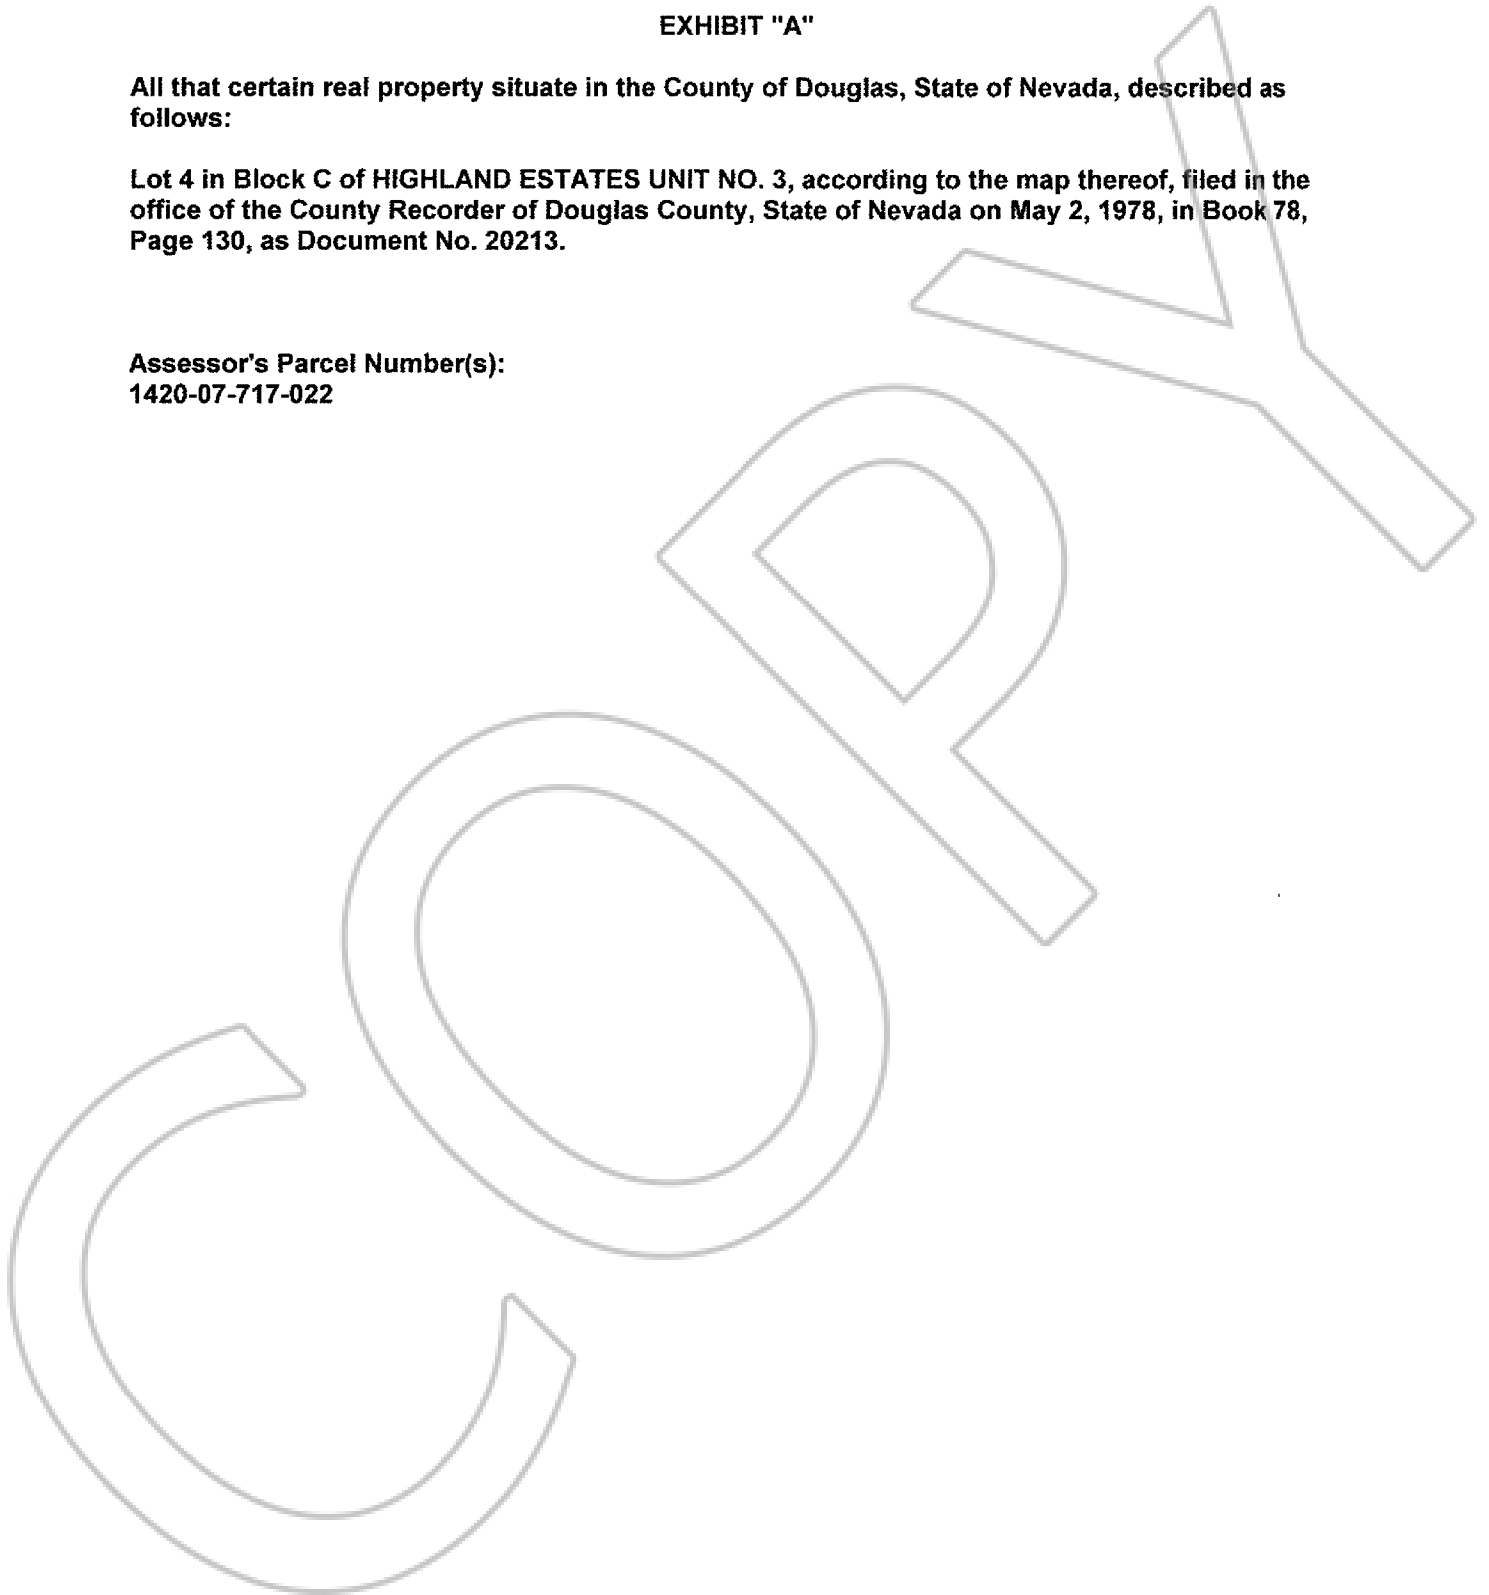 EXHIBIT "A"
All that certain real property situate in the County of Douglas, State of Nevada, described as
follows:
Lot 4 in Block C of HIGHLAND ESTATES UNIT NO. 3, according to the map thereof, filed in the
office of the County Recorder of Douglas County, State of Nevada on May 2, 1978, in Book 78,
Page 130, as Document No. 20213.
Assessor's Parcel Number(s):
1420-07-717-022
COPY